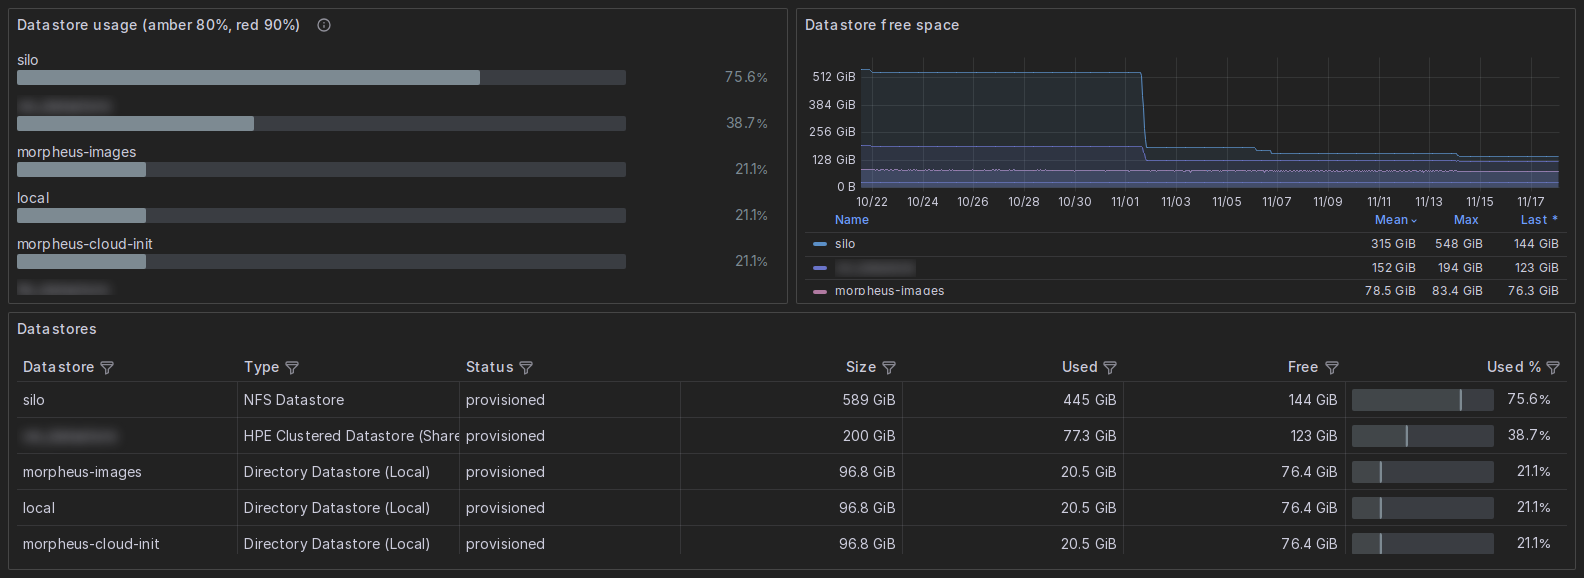 Datastore usage (amber 80%, red 90%)
silo
75.6%
38.7%
morpheus-images
21.1%
local
21.1%
morpheus-cloud-init
21.1%
Datastore free space
512 GiB
384 GiB
256 GiB
128 GiB
0 B
10/22 10/24 10/26 10/28 10/30 11/01 11/03 11/05 11/07 11/09 11/11 11/13 11/15 11/17
Name Mean Max Last *
silo 315 GiB 548 GiB 144 GiB
152 GiB 194 GiB 123 GiB
morpheus-images 78.5 GiB 83.4 GiB 76.3 GiB
Datastores
Datastore Type Status Size Used Free Used %
silo NFS Datastore provisioned 589 GiB 445 GiB 144 GiB 75.6%
HPE Clustered Datastore (Share provisioned 200 GiB 77.3 GiB 123 GiB 38.7%
morpheus-images Directory Datastore (Local) provisioned 96.8 GiB 20.5 GiB 76.4 GiB 21.1%
local Directory Datastore (Local) provisioned 96.8 GiB 20.5 GiB 76.4 GiB 21.1%
morpheus-cloud-init Directory Datastore (Local) provisioned 96.8 GiB 20.5 GiB 76.4 GiB 21.1%